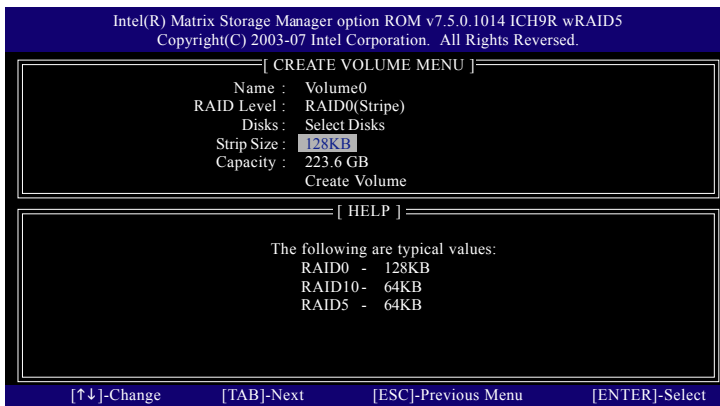 Intel(R) Matrix Storage Manager option ROM v7.5.0.1014 ICH9R wRAID5
Copyright(C) 2003-07 Intel Corporation. All Rights Reversed.
[ CREATE VOLUME MENU ]
Name : Volume0
RAID Level : RAID0(Stripe)
Disks : Select Disks
Strip Size : 128KB
Capacity : 223.6 GB
Create Volume
[ HELP ]
The following are typical values:
RAID0 - 128KB
RAID10 - 64KB
RAID5 - 64KB
[↑↓]-Change [TAB]-Next [ESC]-Previous Menu [ENTER]-Select